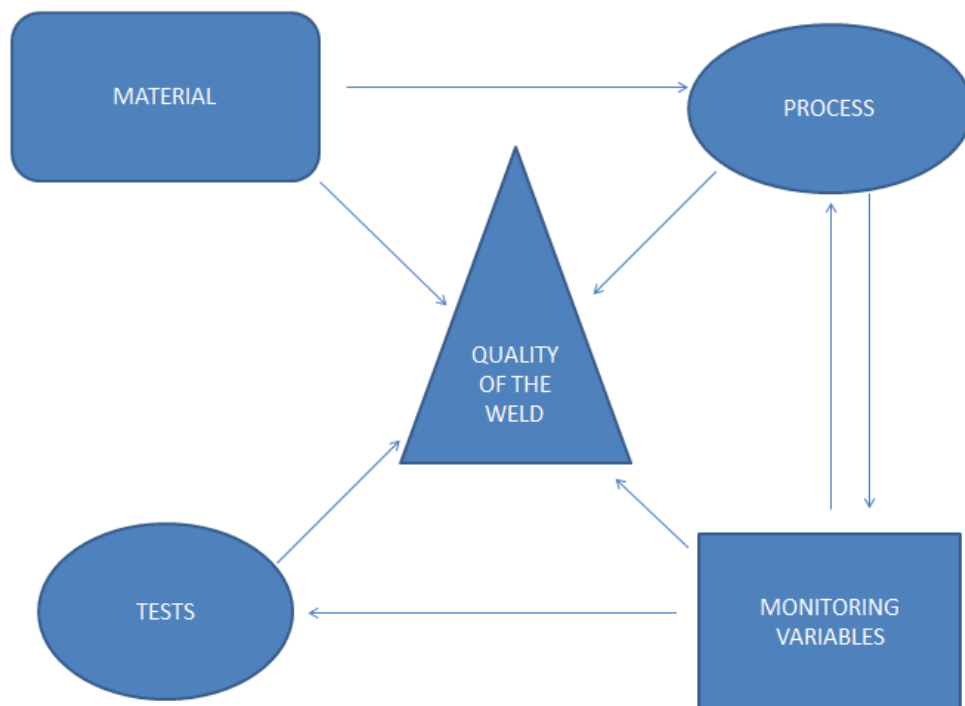 MATERIAL
PROCESS
QUALITY
OF THE
WELD
TESTS
MONITORING
VARIABLES